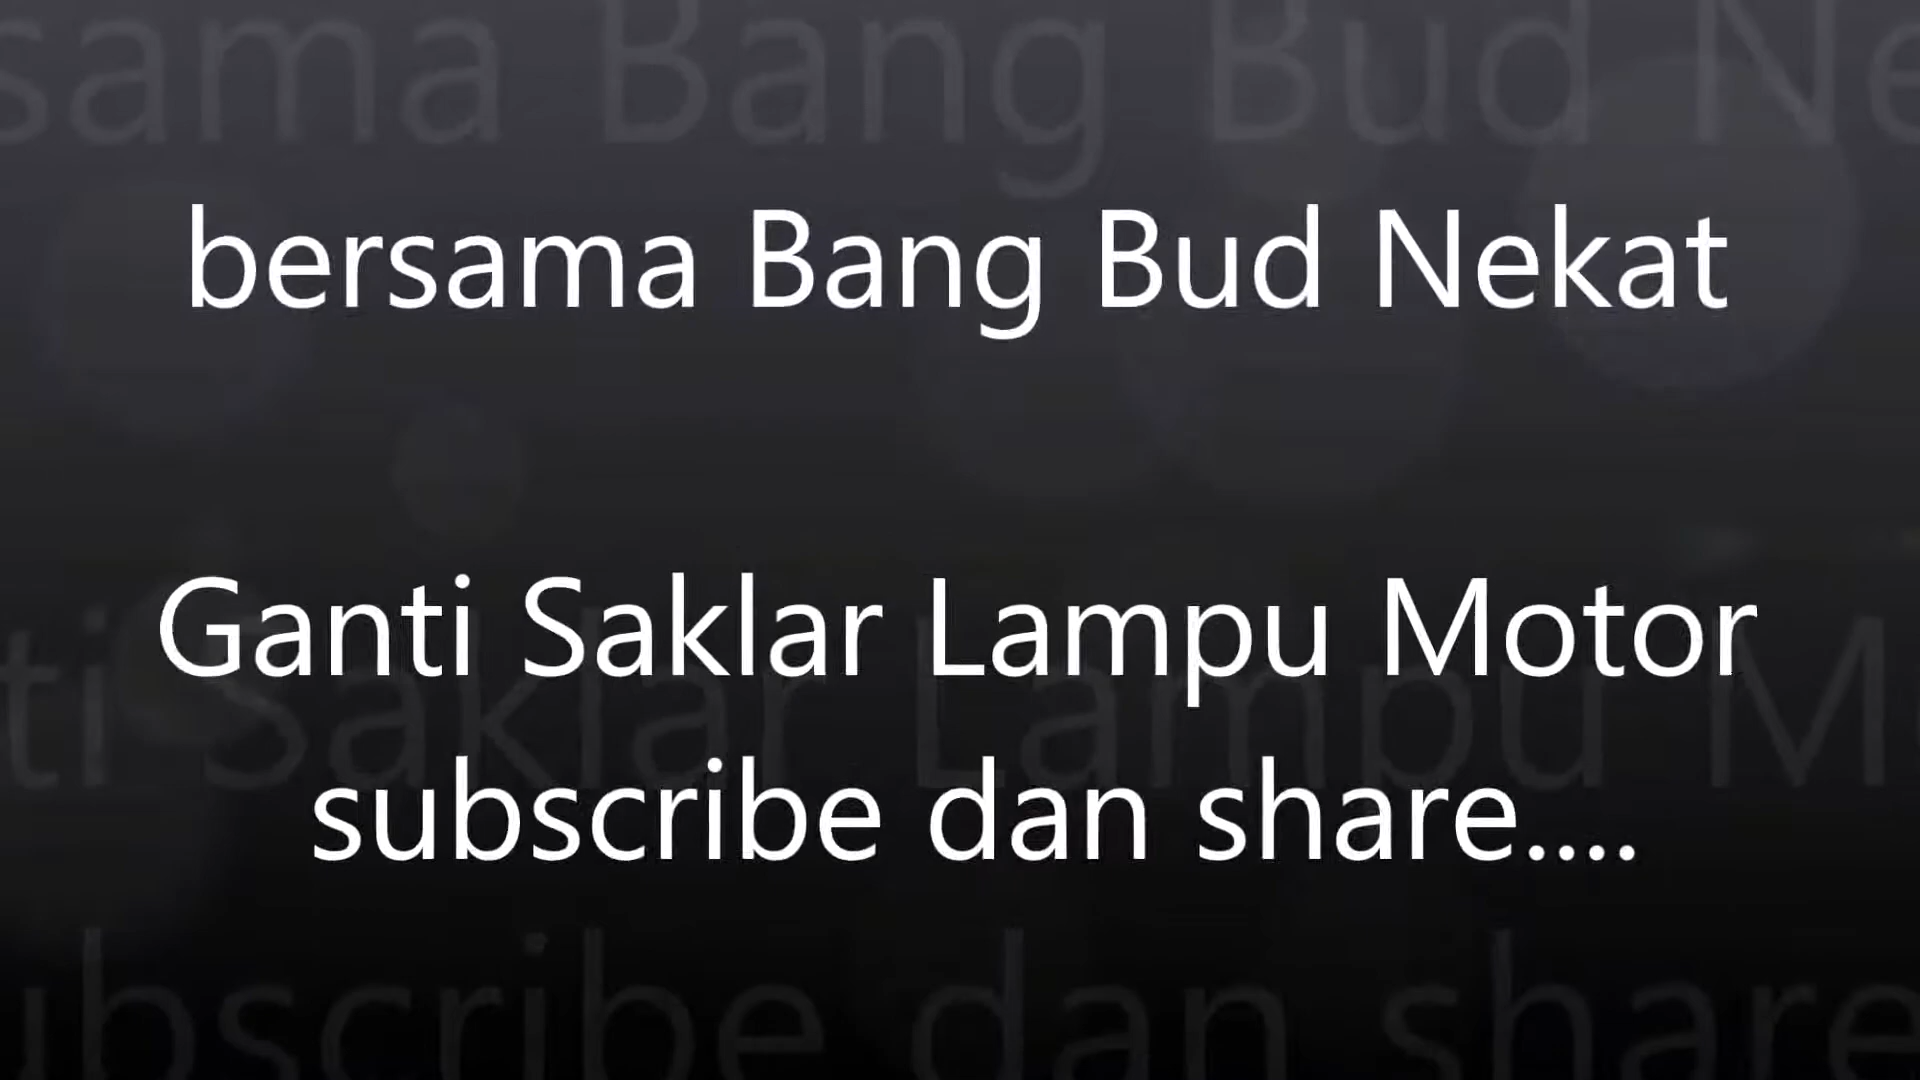 bersama Bang Bud Nekat
Ganti Saklar Lampu Motor
subscribe dan share....